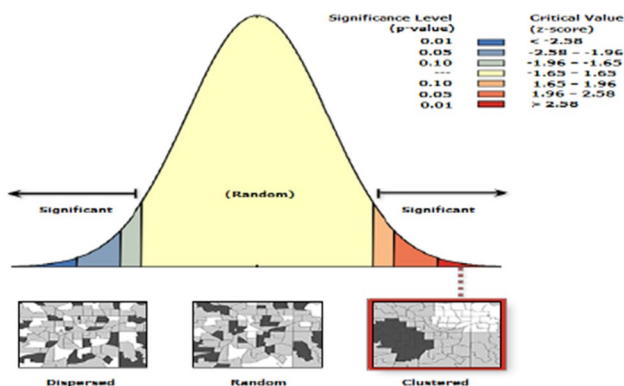 Significance Level Critical Value
(p-value) (z-score)
0.01 < -2.58
0.05 -2.58 – -1.96
0.10 -1.96 – -1.65
--- -1.65 – 1.65
0.10 1.65 – 1.96
0.05 1.96 – 2.58
0.01 > 2.58
(Random)
Significant Significant
Dispersed Random Clustered